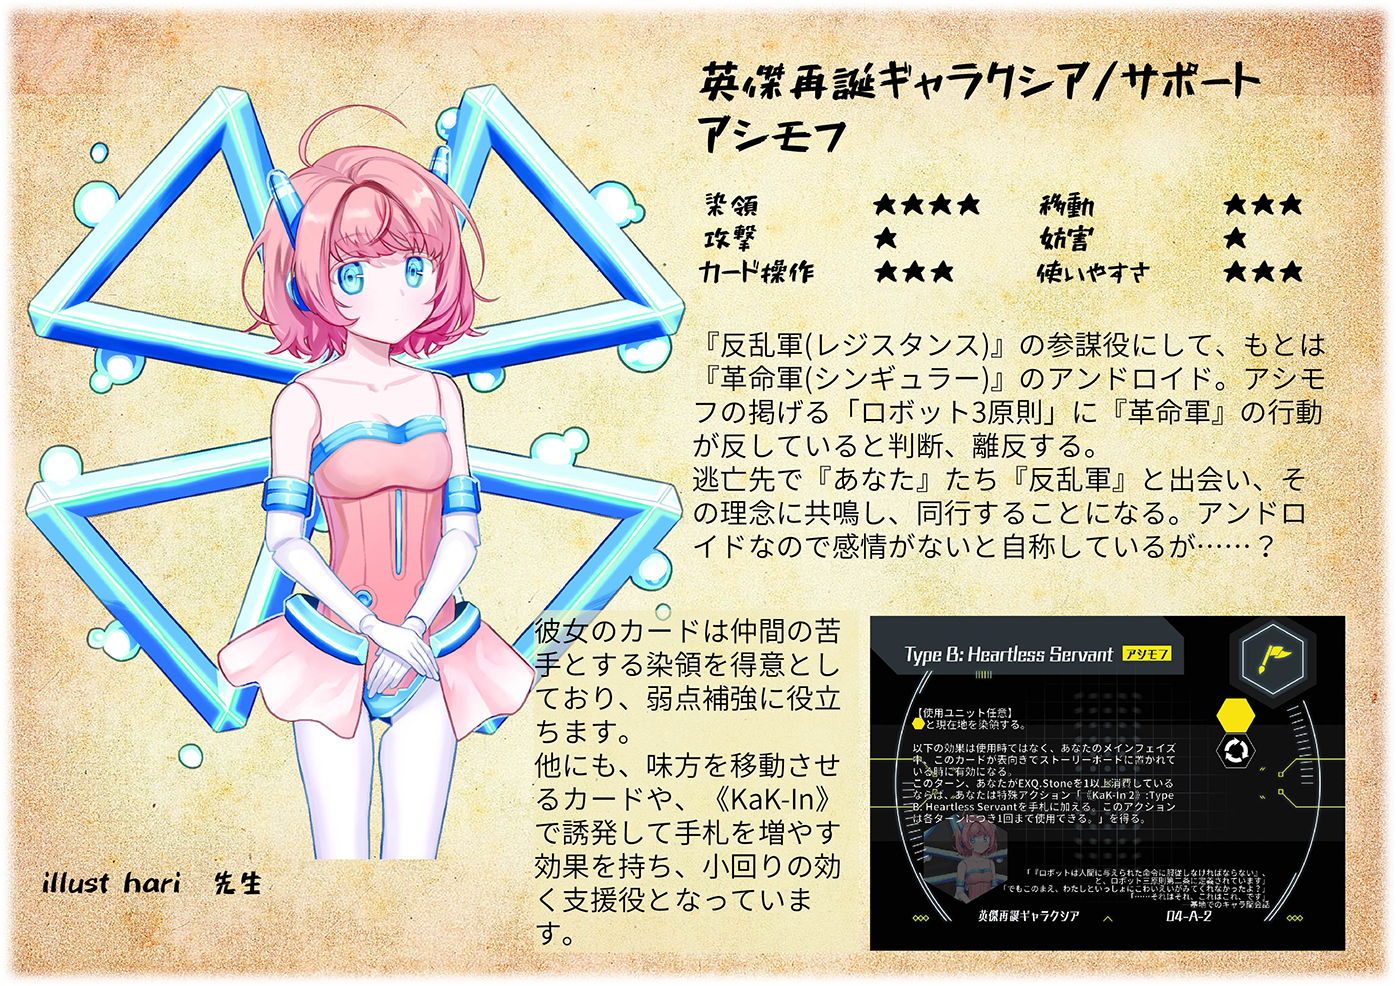 英傑再誕ギャラクシア/サポート
アシモフ
染領 ★★★★ 移動 ★★★
攻撃 ★ 妨害 ★
カード操作 ★★★ 使いやすさ ★★★
『反乱軍(レジスタンス)』の参謀役にして、もとは
『革命軍(シンギュラー)』のアンドロイド。アシモ
フの掲げる「ロボット3原則」に『革命軍』の行動
が反していると判断、離反する。
逃亡先で『あなた』たち『反乱軍』と出会い、そ
の理念に共鳴し、同行することになる。アンドロ
イドなので感情がないと自称しているが……？
彼女のカードは仲間の苦
手とする染領を得意とし
ており、弱点補強に役立
ちます。
他にも、味方を移動させ
るカードや、《KaK-In》
で誘発して手札を増やす
効果を持ち、小回りの効
く支援役となっていま
す。
illust hari 先生
Type B: Heartless Servant アシモフ
【使用ユニット任意】
と現在地を染領する。
以下の効果は使用時ではなく、あなたのメインフェイズ
中、このカードが表向きでストーリーボードに置かれて
いる時に有効になる。
このターン、あなたがEXQ.Stoneを1以上消費している
ならば、あなたは特殊アクション「《KaK-In 2》:Type
B: Heartless Servantを手札に加える。このアクション
は各ターンにつき1回まで使用できる。」を得る。
「『ロボットは人間に与えられた命令に服従しなければならない』、
と、ロボット三原則第二条に定義されています」
「でもこのまえ、わたしといっしょにこわいえいがみてくれなかったよ？」
「……それはそれ、これはこれ、です」
―基地でのキャラ間会話
英傑再誕ギャラクシア 04-A-2